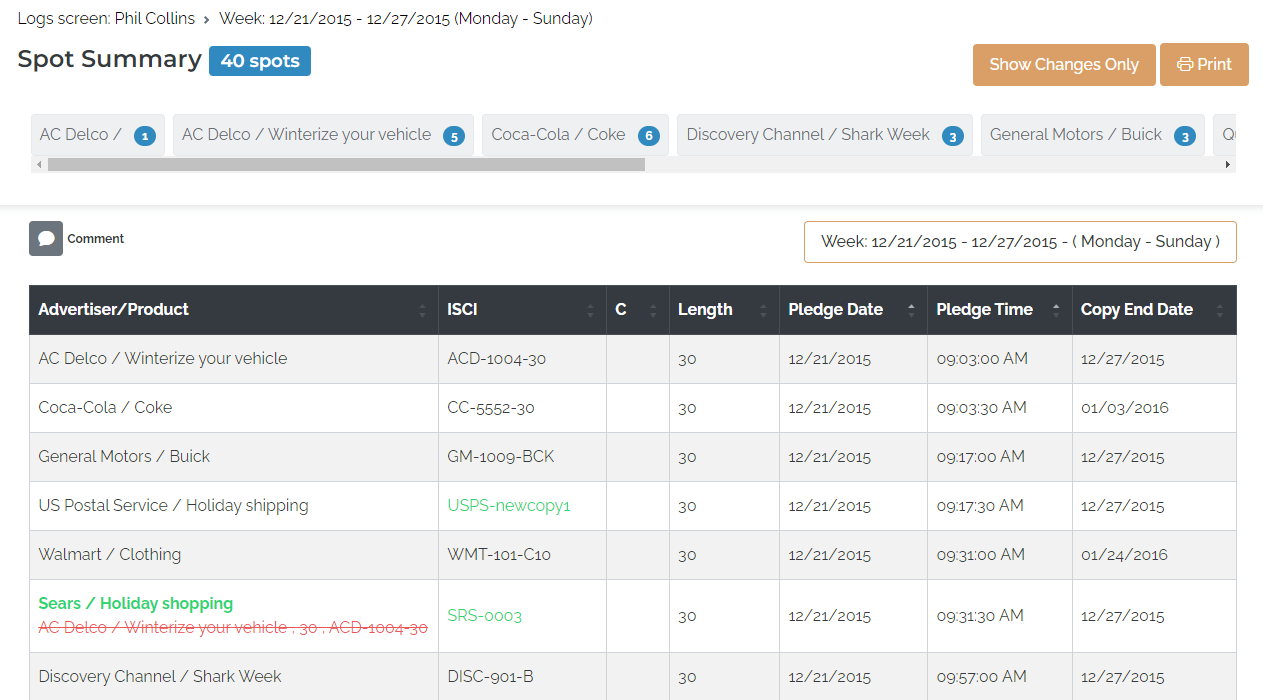 Logs screen: Phil Collins › Week: 12/21/2015 - 12/27/2015 (Monday - Sunday)
Spot Summary 40 spots
Show Changes Only Print
AC Delco / 1 AC Delco / Winterize your vehicle 5 Coca-Cola / Coke 6 Discovery Channel / Shark Week 3 General Motors / Buick 3
Comment Week: 12/21/2015 - 12/27/2015 - ( Monday - Sunday )
Advertiser/Product ISCI C Length Pledge Date Pledge Time Copy End Date
AC Delco / Winterize your vehicle ACD-1004-30 30 12/21/2015 09:03:00 AM 12/27/2015
Coca-Cola / Coke CC-5552-30 30 12/21/2015 09:03:30 AM 01/03/2016
General Motors / Buick GM-1009-BCK 30 12/21/2015 09:17:00 AM 12/27/2015
US Postal Service / Holiday shipping USPS-newcopy1 30 12/21/2015 09:17:30 AM 12/27/2015
Walmart / Clothing WMT-101-C10 30 12/21/2015 09:31:00 AM 01/24/2016
Sears / Holiday shopping
AC Delco / Winterize your vehicle , 30 , ACD-1004-30 SRS-0003 30 12/21/2015 09:31:30 AM 12/27/2015
Discovery Channel / Shark Week DISC-901-B 30 12/21/2015 09:57:00 AM 12/27/2015